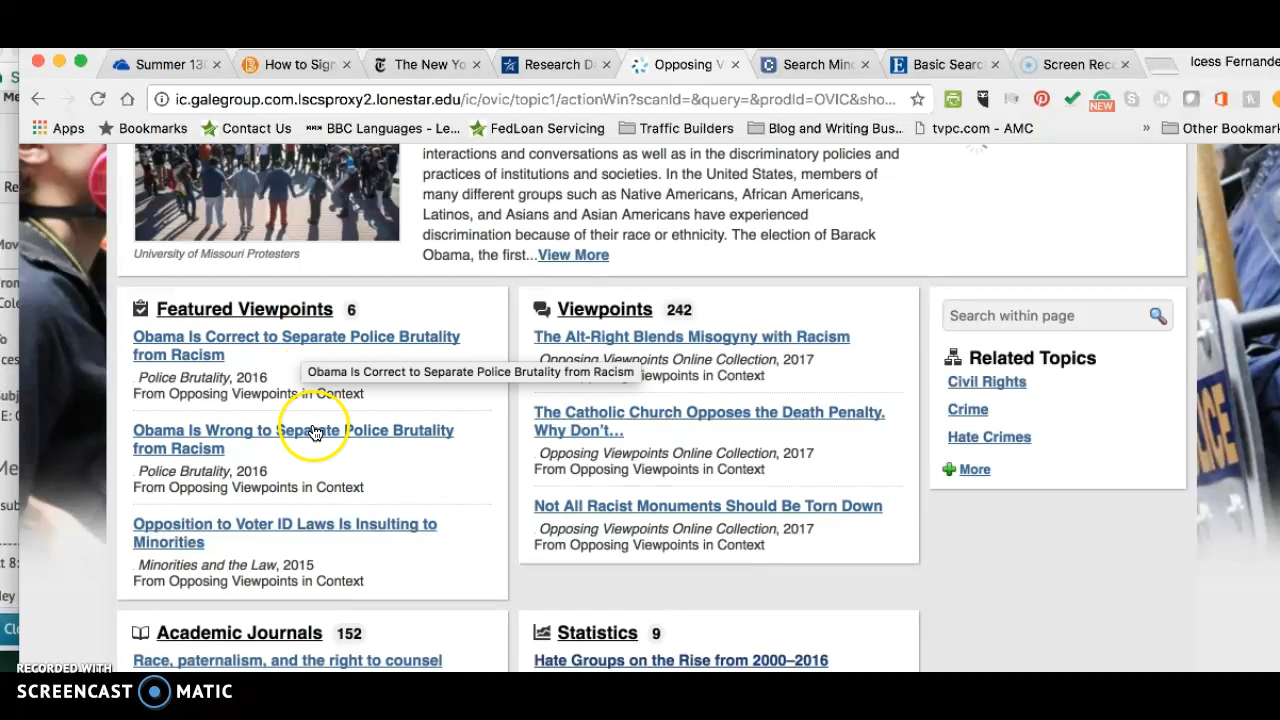 Summer 13
How to Sign
The New Yo
Research D
Opposing V
Search Mind
Basic Searc
Screen Rec
Icess Fernande
ic.galegroup.com.lscsproxy2.lonestar.edu/ic/ovic/topic1/actionWin?scanId=&query=&prodId=OVIC&sho...
NEW
Apps
Bookmarks
Contact Us
BBC Languages - Le...
FedLoan Servicing
Traffic Builders
Blog and Writing Bus...
tvpc.com - AMC
»
Other Bookmar
interactions and conversations as well as in the discriminatory policies and
practices of institutions and societies. In the United States, members of
many different groups such as Native Americans, African Americans,
Latinos, and Asians and Asian Americans have experienced
discrimination because of their race or ethnicity. The election of Barack
Obama, the first...View More
University of Missouri Protesters
Featured Viewpoints 6
Obama Is Correct to Separate Police Brutality
from Racism
Police Brutality, 2016
From Opposing Viewpoints in Context
Obama Is Correct to Separate Police Brutality from Racism
Obama Is Wrong to Separate Police Brutality
from Racism
Police Brutality, 2016
From Opposing Viewpoints in Context
Opposition to Voter ID Laws Is Insulting to
Minorities
Minorities and the Law, 2015
From Opposing Viewpoints in Context
Viewpoints 242
The Alt-Right Blends Misogyny with Racism
Opposing Viewpoints Online Collection, 2017
in Context
The Catholic Church Opposes the Death Penalty.
Why Don't...
Opposing Viewpoints Online Collection, 2017
From Opposing Viewpoints in Context
Not All Racist Monuments Should Be Torn Down
Opposing Viewpoints Online Collection, 2017
From Opposing Viewpoints in Context
Search within page
Related Topics
Civil Rights
Crime
Hate Crimes
More
Academic Journals 152
Race, paternalism, and the right to counsel
Statistics 9
Hate Groups on the Rise from 2000–2016
RECORDED WITH
SCREENCAST MATIC